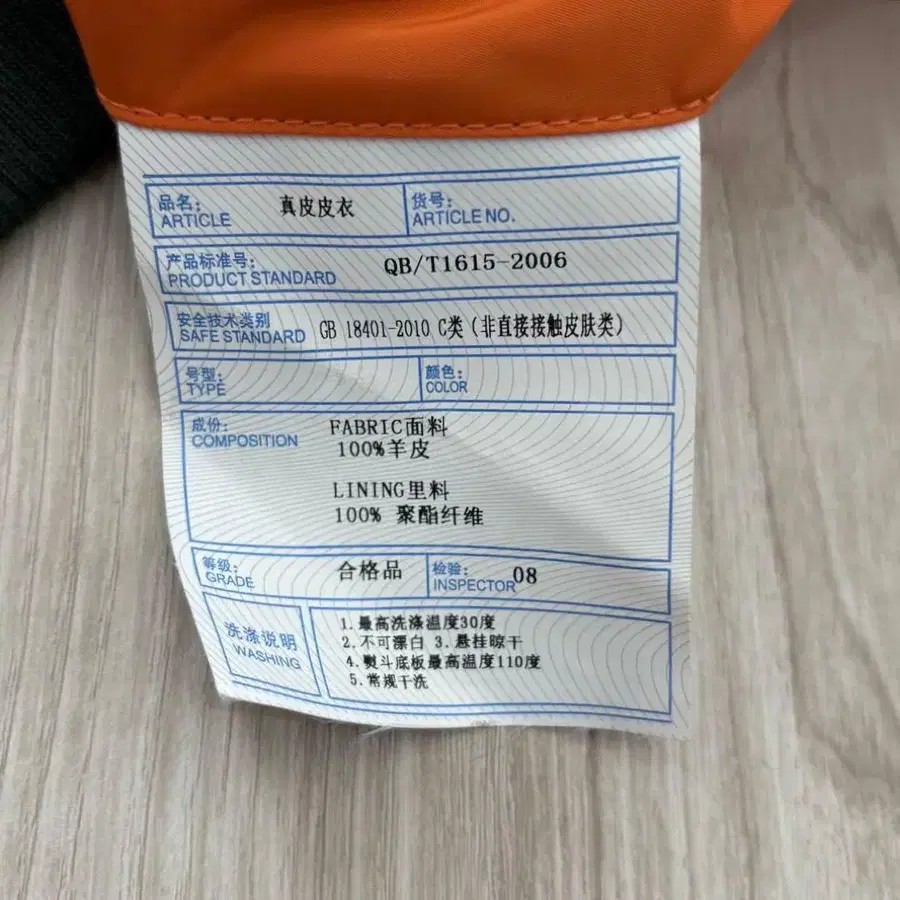 品名： 真皮皮衣 货号：
ARTICLE ARTICLE NO.
产品标准号： QB/T1615-2006
PRODUCT STANDARD
安全技术类别 GB 18401-2010 C类（非直接接触皮肤类）
SAFE STANDARD
号型： 颜色：
TYPE COLOR
成份： FABRIC面料
COMPOSITION 100%羊皮
LINING里料
100% 聚酯纤维
等级： 合格品 检验： 08
GRADE INSPECTOR
洗涤说明
WASHING
1.最高洗涤温度30度
2.不可漂白 3.悬挂晾干
4.熨斗底板最高温度110度
5.常规干洗